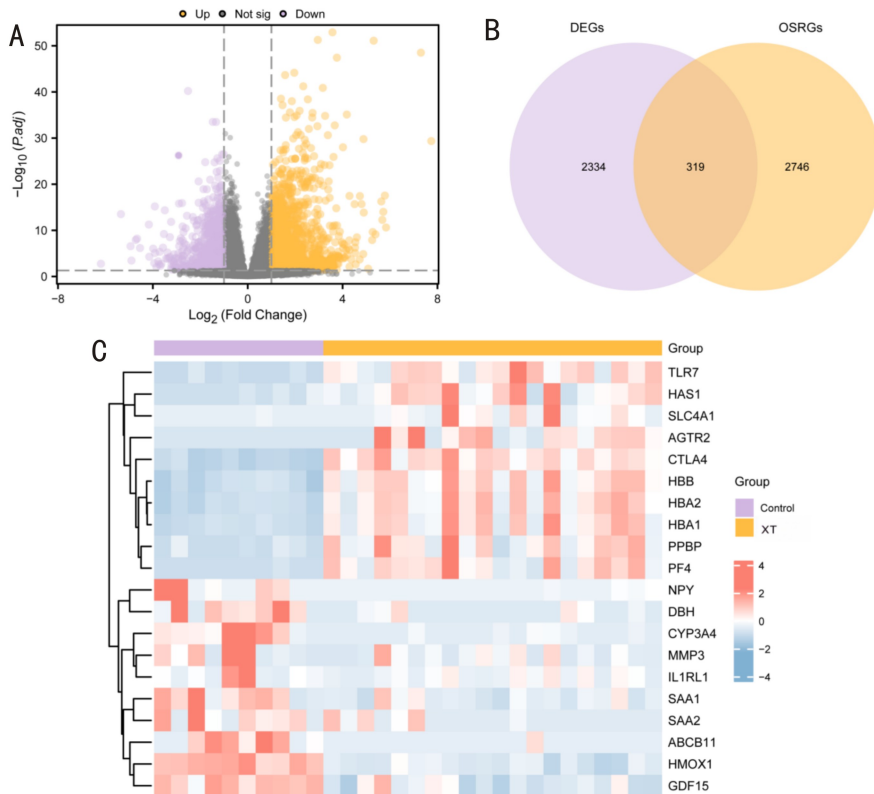 A
Up Not sig Down
50
40
30
20
10
0
−Log10 (P.adj)
−8 −4 0 4 8
Log2 (Fold Change)
B
DEGs OSRGs
2334 319 2746
C
Group
TLR7
HAS1
SLC4A1
AGTR2
CTLA4
HBB
HBA2
HBA1
PPBP
PF4
NPY
DBH
CYP3A4
MMP3
IL1RL1
SAA1
SAA2
ABCB11
HMOX1
GDF15
Group
Control
XT
4
2
0
−2
−4